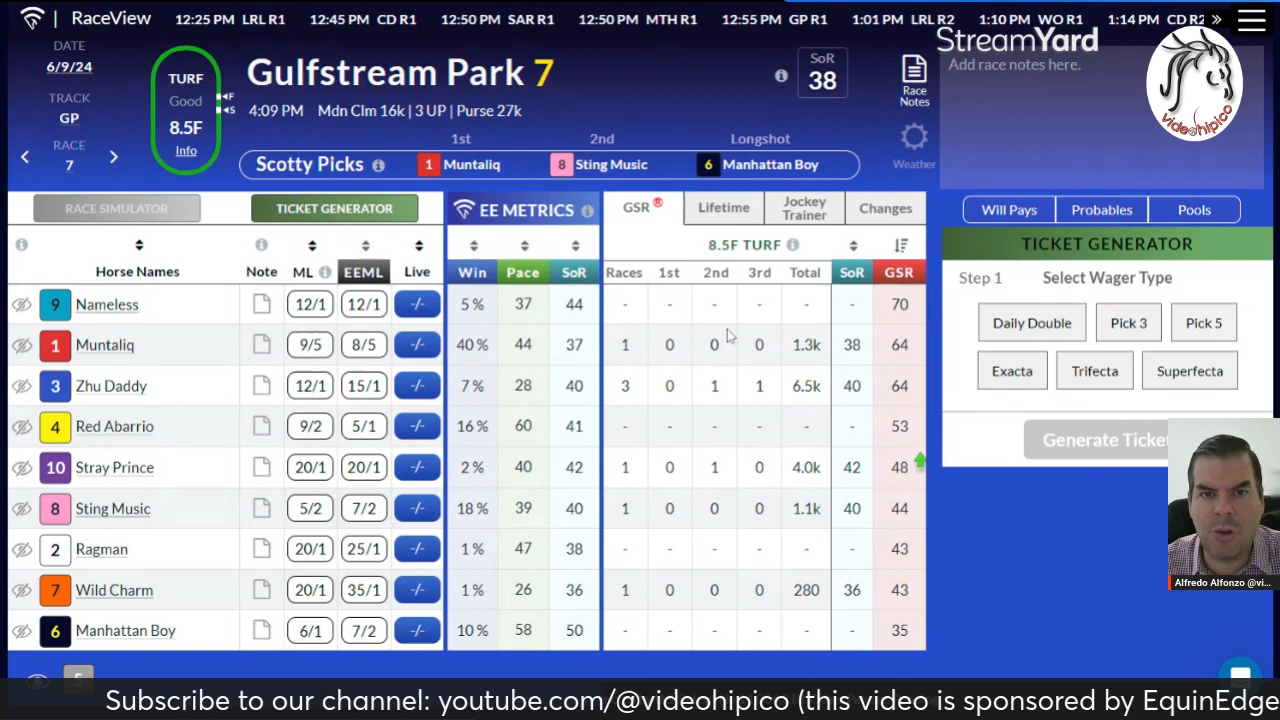 RaceView
12:25 PM LRL R1 12:45 PM CD R1 12:50 PM SAR R1 12:50 PM MTH R1 12:55 PM GP R1 1:01 PM LRL R2 1:10 PM WO R1 1:14 PM CD R2 »
StreamYard
videohipico
DATE
6/9/24
TRACK
GP
RACE
7
TURF
Good
8.5F
Info
F
S
Gulfstream Park 7
4:09 PM Mdn Clm 16k | 3 UP | Purse 27k
SoR
38
Race Notes
Weather
Add race notes here.
1st 2nd Longshot
Scotty Picks 1 Muntaliq 8 Sting Music 6 Manhattan Boy
RACE SIMULATOR TICKET GENERATOR EE METRICS GSR Lifetime Jockey Trainer Changes
8.5F TURF
Horse Names Note ML EEML Live Win Pace SoR Races 1st 2nd 3rd Total SoR GSR
9 Nameless 12/1 12/1 -/- 5 % 37 44 - - - - - - 70
1 Muntaliq 9/5 8/5 -/- 40 % 44 37 1 0 0 0 1.3k 38 64
3 Zhu Daddy 12/1 15/1 -/- 7 % 28 40 3 0 1 1 6.5k 40 64
4 Red Abarrio 9/2 5/1 -/- 16 % 60 41 - - - - - - 53
10 Stray Prince 20/1 20/1 -/- 2 % 40 42 1 0 1 0 4.0k 42 48
8 Sting Music 5/2 7/2 -/- 18 % 39 40 1 0 0 0 1.1k 40 44
2 Ragman 20/1 25/1 -/- 1 % 47 38 - - - - - - 43
7 Wild Charm 20/1 35/1 -/- 1 % 26 36 1 0 0 0 280 36 43
6 Manhattan Boy 6/1 7/2 -/- 10 % 58 50 - - - - - - 35
Will Pays Probables Pools
TICKET GENERATOR
Step 1 Select Wager Type
Daily Double Pick 3 Pick 5
Exacta Trifecta Superfecta
Generate Ticket
Alfredo Alfonzo @vi...
Subscribe to our channel: youtube.com/@videohipico (this video is sponsored by EquinEdge